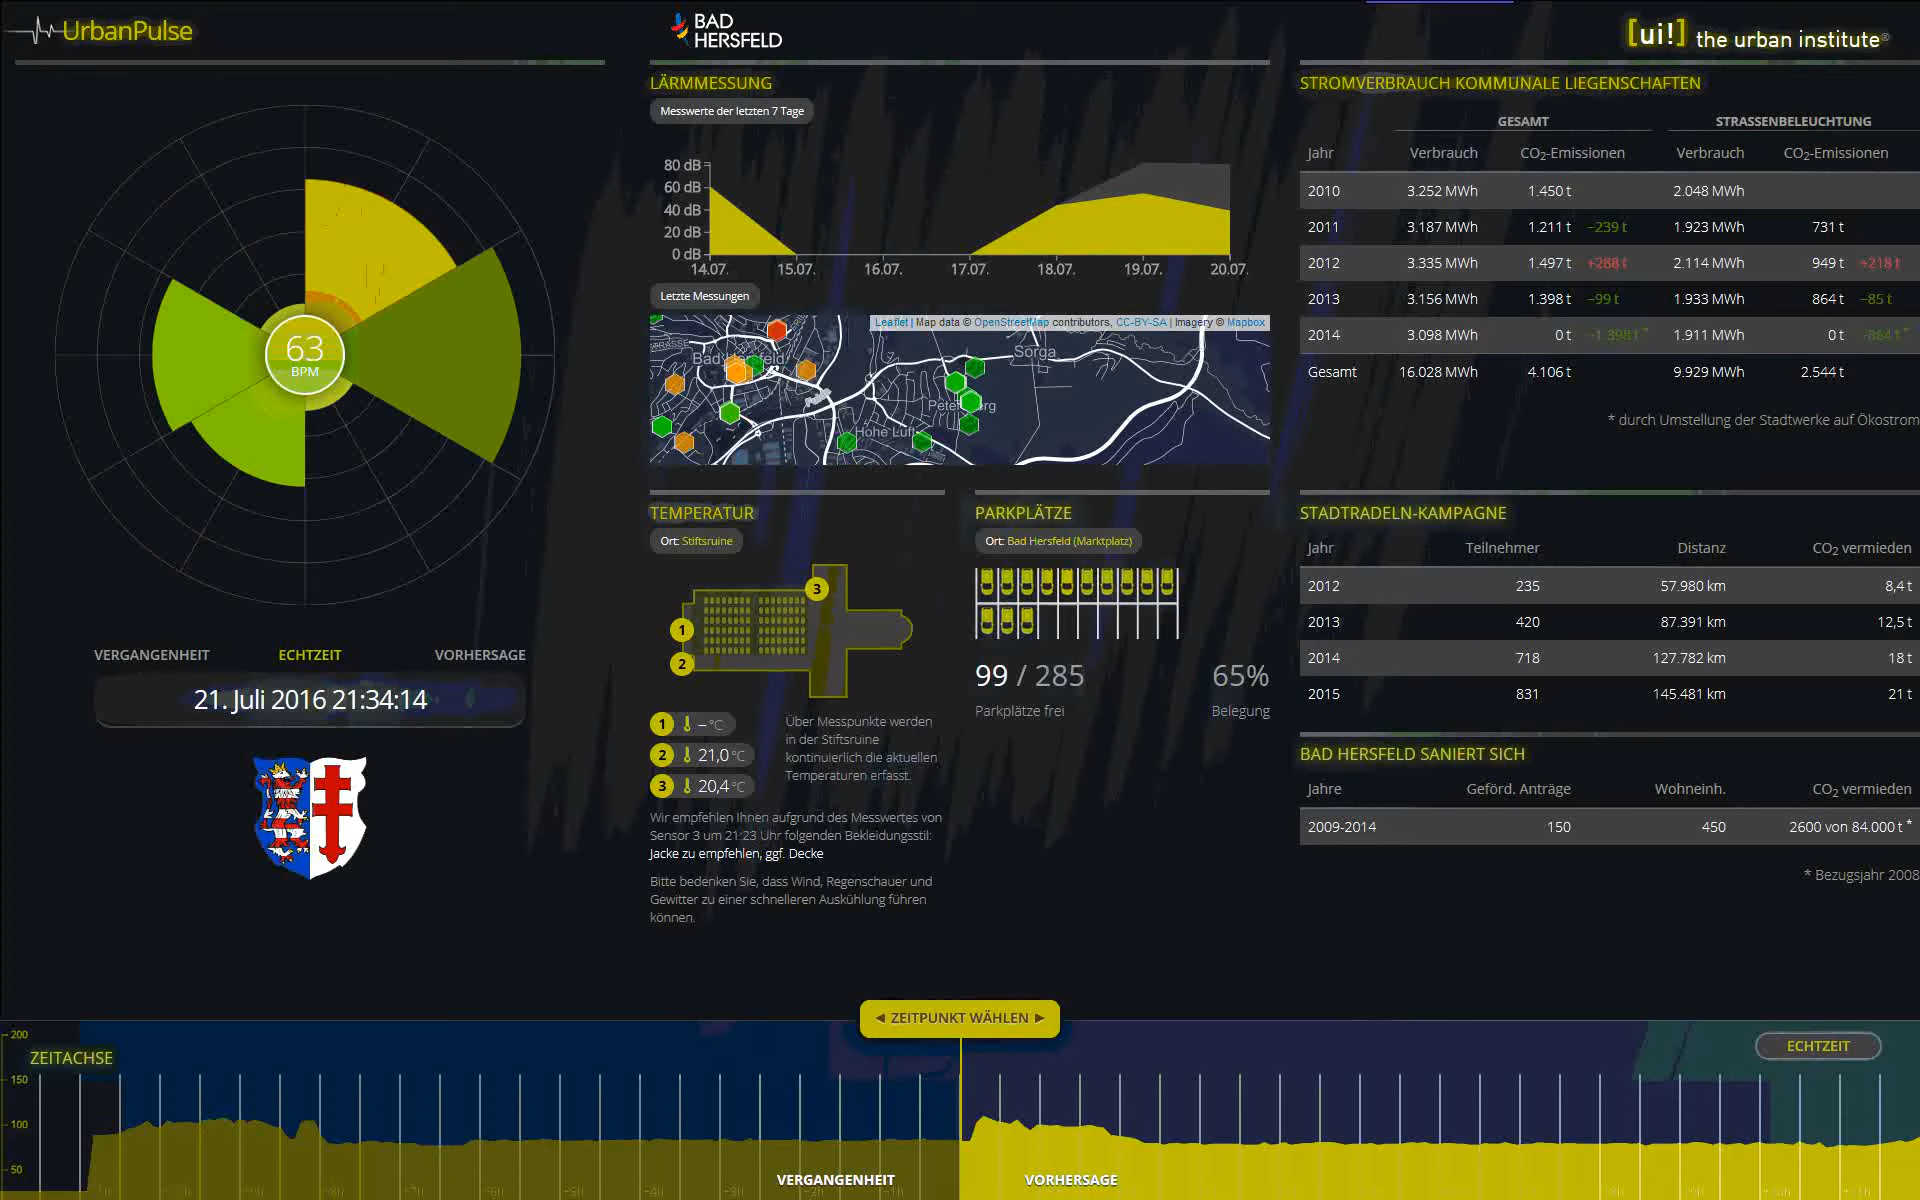 UrbanPulse
BAD
HERSFELD
[ui!] the urban institute®
63
BPM
VERGANGENHEIT ECHTZEIT VORHERSAGE
21. Juli 2016 21:34:14
LÄRMMESSUNG
Messwerte der letzten 7 Tage
80 dB
60 dB
40 dB
20 dB
0 dB
14.07. 15.07. 16.07. 17.07. 18.07. 19.07. 20.07.
Letzte Messungen
Leaflet | Map data © OpenStreetMap contributors, CC-BY-SA | Imagery © Mapbox
Sorga
Hohe Luft
TEMPERATUR
Ort: Stiftsruine
3
1
2
1 – °C
2 21,0 °C
3 20,4 °C
Über Messpunkte werden
in der Stiftsruine
kontinuierlich die aktuellen
Temperaturen erfasst.
Wir empfehlen Ihnen aufgrund des Messwertes von
Sensor 3 um 21:23 Uhr folgenden Bekleidungsstil:
Jacke zu empfehlen, ggf. Decke
Bitte bedenken Sie, dass Wind, Regenschauer und
Gewitter zu einer schnelleren Auskühlung führen
können.
PARKPLÄTZE
Ort: Bad Hersfeld (Marktplatz)
99 / 285 65%
Parkplätze frei Belegung
STROMVERBRAUCH KOMMUNALE LIEGENSCHAFTEN
GESAMT STRASSENBELEUCHTUNG
Jahr Verbrauch CO₂-Emissionen Verbrauch CO₂-Emissionen
2010 3.252 MWh 1.450 t 2.048 MWh
2011 3.187 MWh 1.211 t −239 t 1.923 MWh 731 t
2012 3.335 MWh 1.497 t +288 t 2.114 MWh 949 t +218 t
2013 3.156 MWh 1.398 t −99 t 1.933 MWh 864 t −85 t
2014 3.098 MWh 0 t −1.398 t * 1.911 MWh 0 t −864 t *
Gesamt 16.028 MWh 4.106 t 9.929 MWh 2.544 t
* durch Umstellung der Stadtwerke auf Ökostrom
STADTRADELN-KAMPAGNE
Jahr Teilnehmer Distanz CO₂ vermieden
2012 235 57.980 km 8,4 t
2013 420 87.391 km 12,5 t
2014 718 127.782 km 18 t
2015 831 145.481 km 21 t
BAD HERSFELD SANIERT SICH
Jahre Geförd. Anträge Wohneinh. CO₂ vermieden
2009-2014 150 450 2600 von 84.000 t *
* Bezugsjahr 2008
◄ ZEITPUNKT WÄHLEN ►
ZEITACHSE
ECHTZEIT
200
150
100
50
VERGANGENHEIT VORHERSAGE